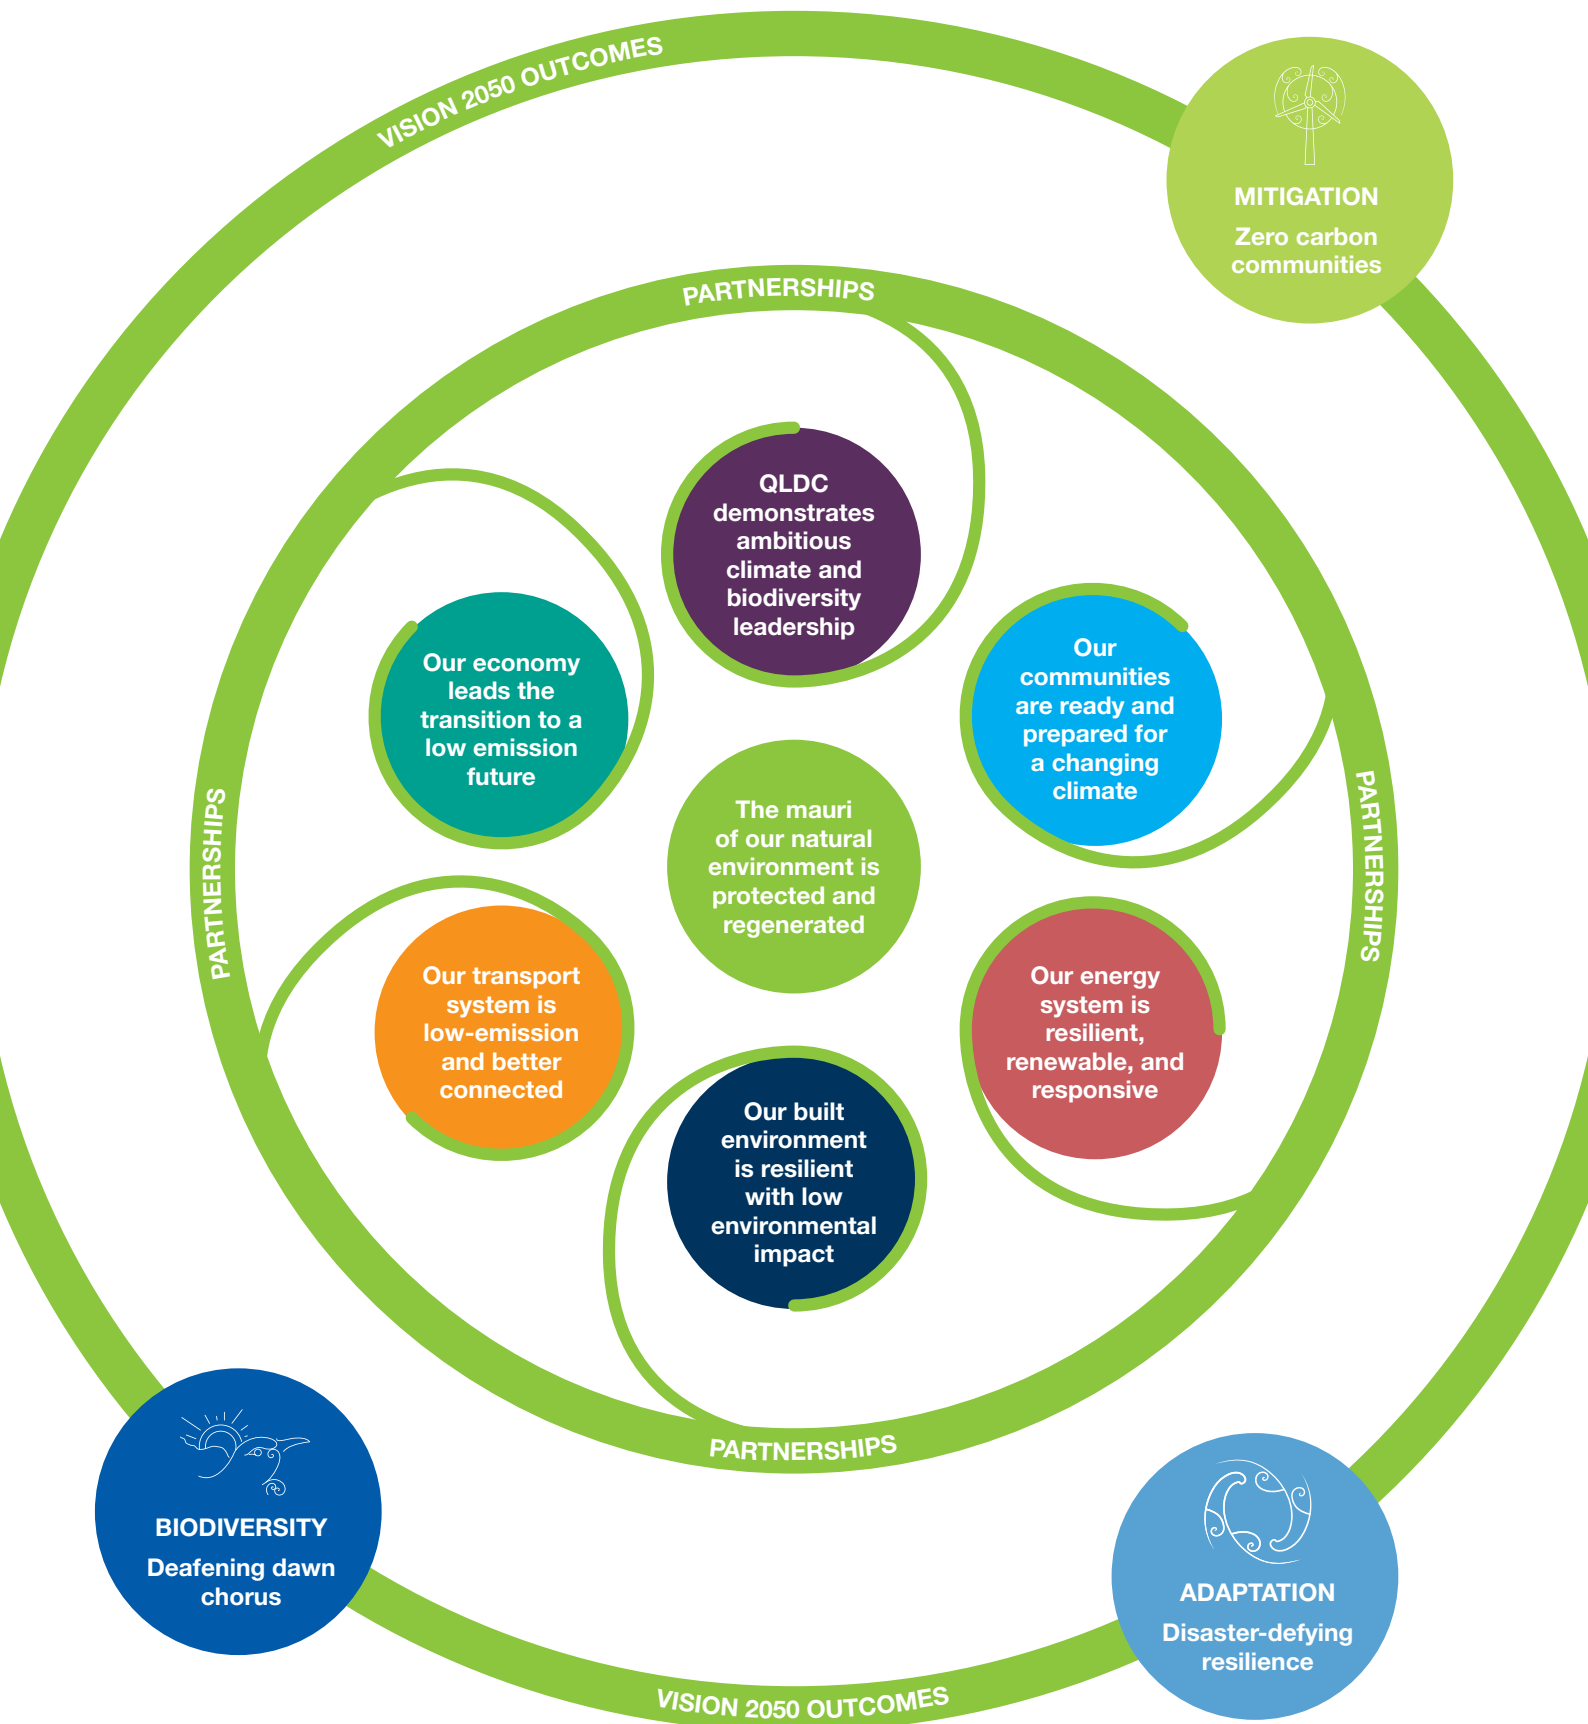 VISION 2050 OUTCOMES
MITIGATION
Zero carbon
communities
PARTNERSHIPS
QLDC
demonstrates
ambitious
climate and
biodiversity
leadership
Our economy
leads the
transition to a
low emission
future
Our
communities
are ready and
prepared for
a changing
climate
The mauri
of our natural
environment is
protected and
regenerated
PARTNERSHIPS
PARTNERSHIPS
Our transport
system is
low-emission
and better
connected
Our energy
system is
resilient,
renewable, and
responsive
Our built
environment
is resilient
with low
environmental
impact
PARTNERSHIPS
BIODIVERSITY
Deafening dawn
chorus
ADAPTATION
Disaster-defying
resilience
VISION 2050 OUTCOMES